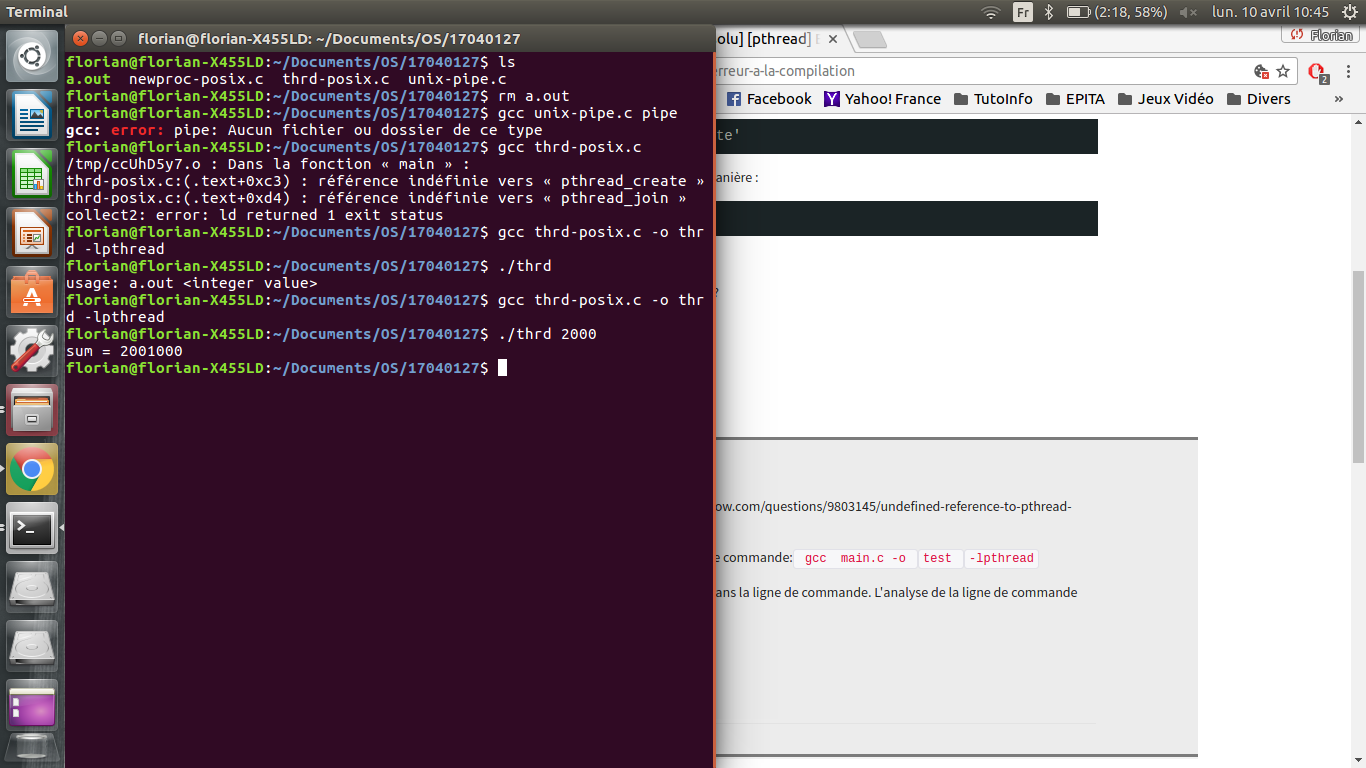 Terminal
Fr
(2:18, 58%)
lun. 10 avril 10:45
florian@florian-X455LD: ~/Documents/OS/17040127
florian@florian-X455LD:~/Documents/OS/17040127$ ls
a.out newproc-posix.c thrd-posix.c unix-pipe.c
florian@florian-X455LD:~/Documents/OS/17040127$ rm a.out
florian@florian-X455LD:~/Documents/OS/17040127$ gcc unix-pipe.c pipe
gcc: error: pipe: Aucun fichier ou dossier de ce type
florian@florian-X455LD:~/Documents/OS/17040127$ gcc thrd-posix.c
/tmp/ccUhD5y7.o : Dans la fonction « main » :
thrd-posix.c:(.text+0xc3) : référence indéfinie vers « pthread_create »
thrd-posix.c:(.text+0xd4) : référence indéfinie vers « pthread_join »
collect2: error: ld returned 1 exit status
florian@florian-X455LD:~/Documents/OS/17040127$ gcc thrd-posix.c -o thr
d -lpthread
florian@florian-X455LD:~/Documents/OS/17040127$ ./thrd
usage: a.out <integer value>
florian@florian-X455LD:~/Documents/OS/17040127$ gcc thrd-posix.c -o thr
d -lpthread
florian@florian-X455LD:~/Documents/OS/17040127$ ./thrd 2000
sum = 2001000
florian@florian-X455LD:~/Documents/OS/17040127$
olu] [pthread]
Florian
erreur-a-la-compilation
2
Facebook Yahoo! France TutoInfo EPITA Jeux Vidéo Divers »
te'
anière :
?
ow.com/questions/9803145/undefined-reference-to-pthread-
e commande: gcc main.c -o test -lpthread
ans la ligne de commande. L'analyse de la ligne de commande